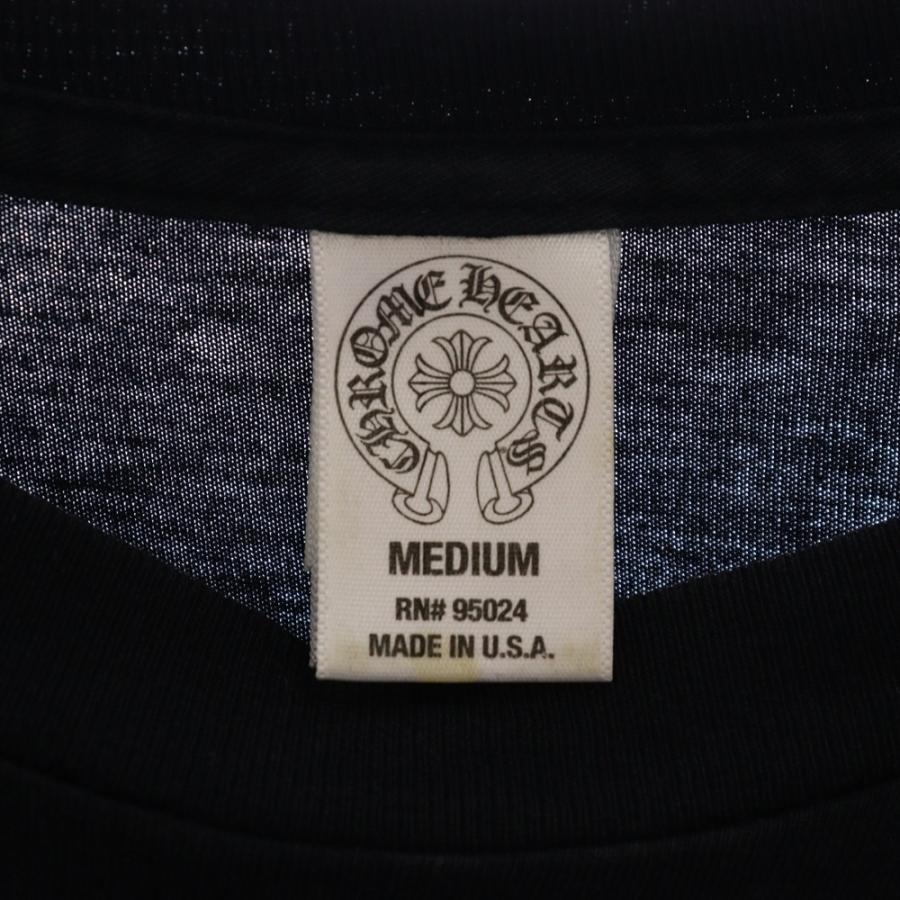 CHROME HEARTS
MEDIUM
RN# 95024
MADE IN U.S.A.